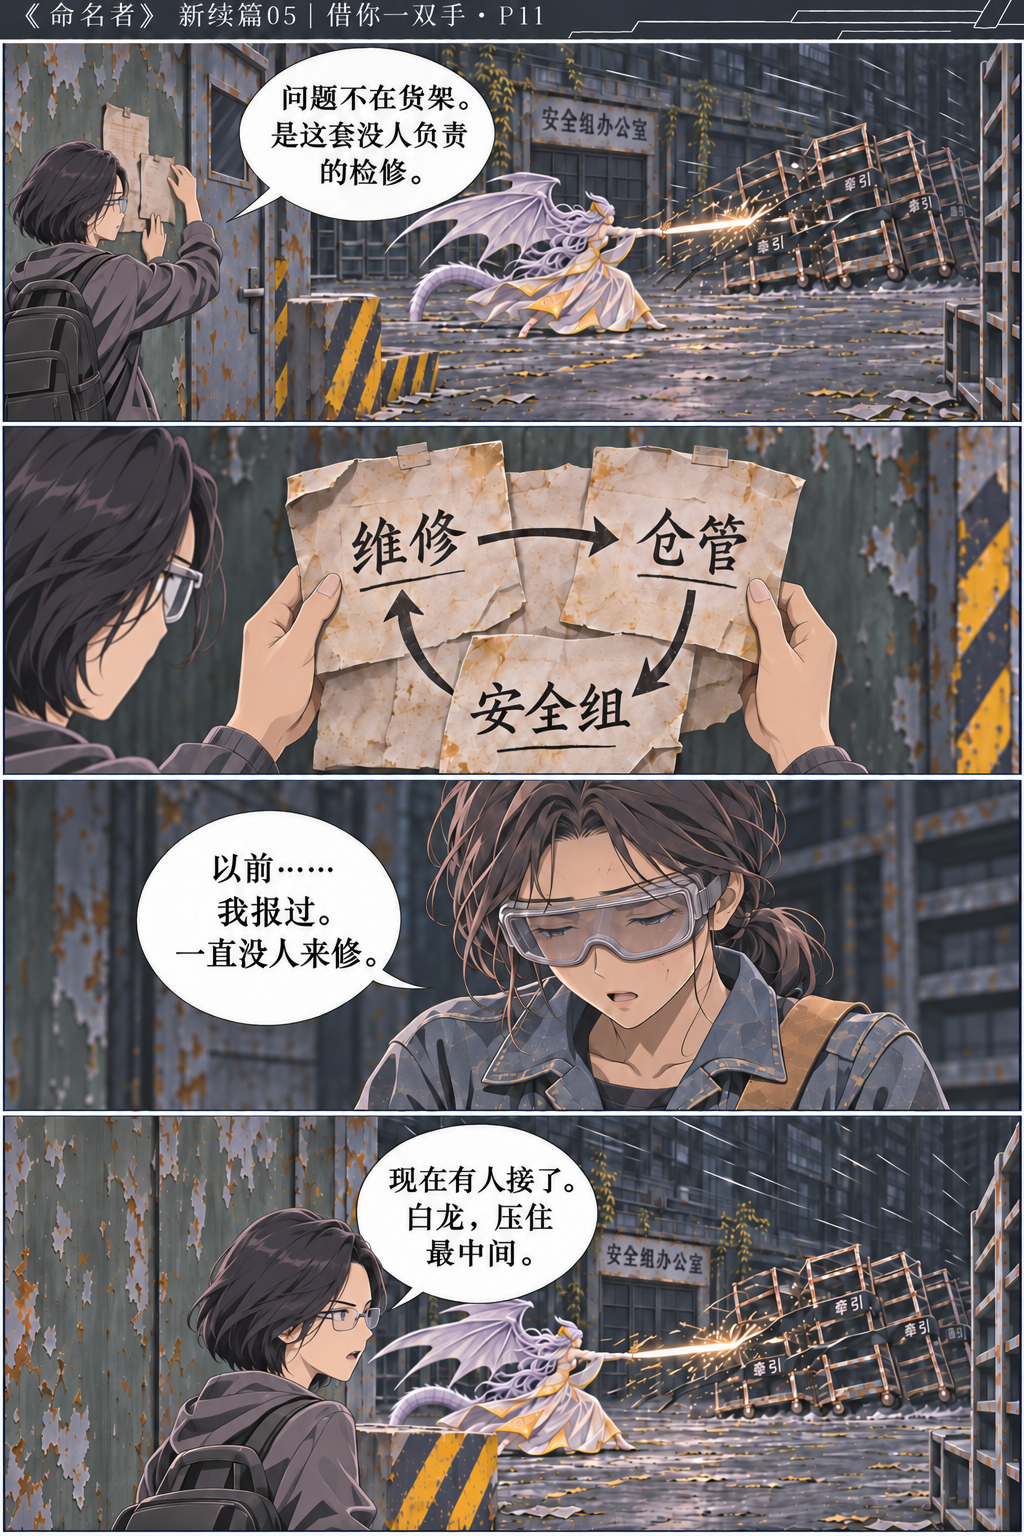 《命名者》 新续篇05｜借你一双手·P11
问题不在货架。
是这套没人负责
的检修。
安全组办公室
牵引
牵引
牵引
维修
仓管
安全组
以前……
我报过。
一直没人来修。
现在有人接了。
白龙，压住
最中间。
安全组办公室
牵引
牵引
牵引